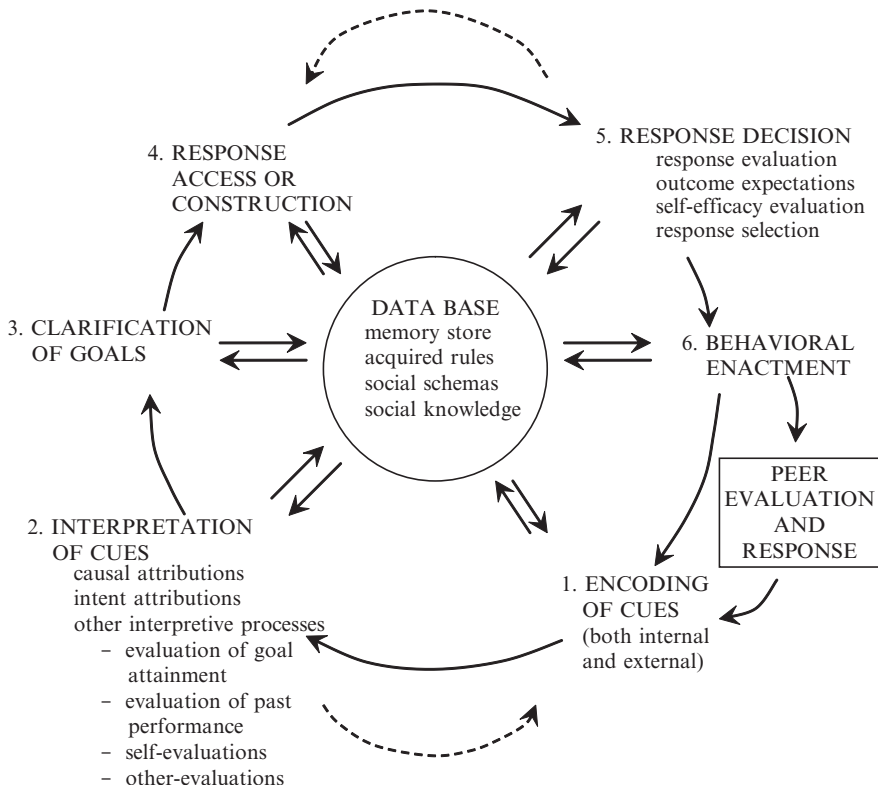 4. RESPONSE
ACCESS OR
CONSTRUCTION
5. RESPONSE DECISION
response evaluation
outcome expectations
self-efficacy evaluation
response selection
3. CLARIFICATION
OF GOALS
DATA BASE
memory store
acquired rules
social schemas
social knowledge
6. BEHAVIORAL
ENACTMENT
PEER
EVALUATION
AND
RESPONSE
2. INTERPRETATION
OF CUES
causal attributions
intent attributions
other interpretive processes
– evaluation of goal
attainment
– evaluation of past
performance
– self-evaluations
– other-evaluations
1. ENCODING
OF CUES
(both internal
and external)